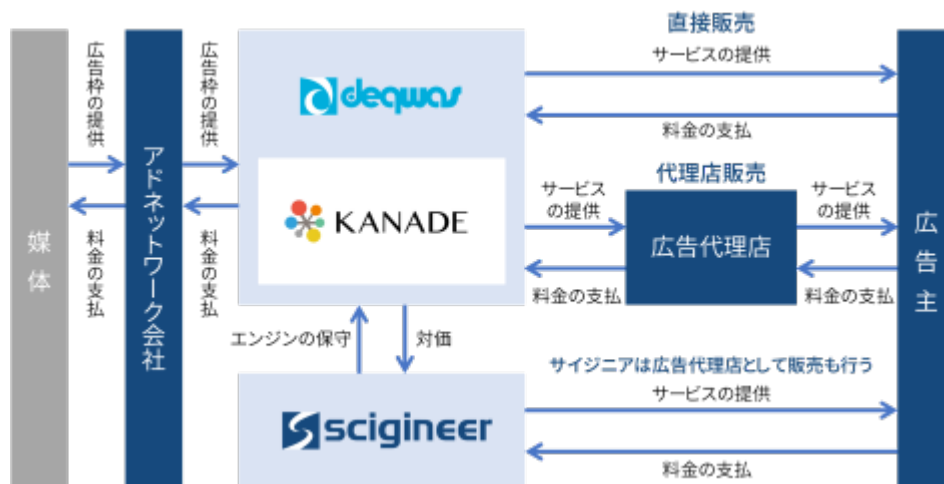 直接販売
サービスの提供
料金の支払
広告枠の提供
広告枠の提供
deqwas
代理店販売
サービス
の提供
サービス
の提供
KANADE
広告代理店
料金の支払
料金の支払
料金の支払
料金の支払
媒体
アドネットワーク会社
広告主
エンジンの保守
対価
サイジニアは広告代理店として販売も行う
サービスの提供
scigineer
料金の支払